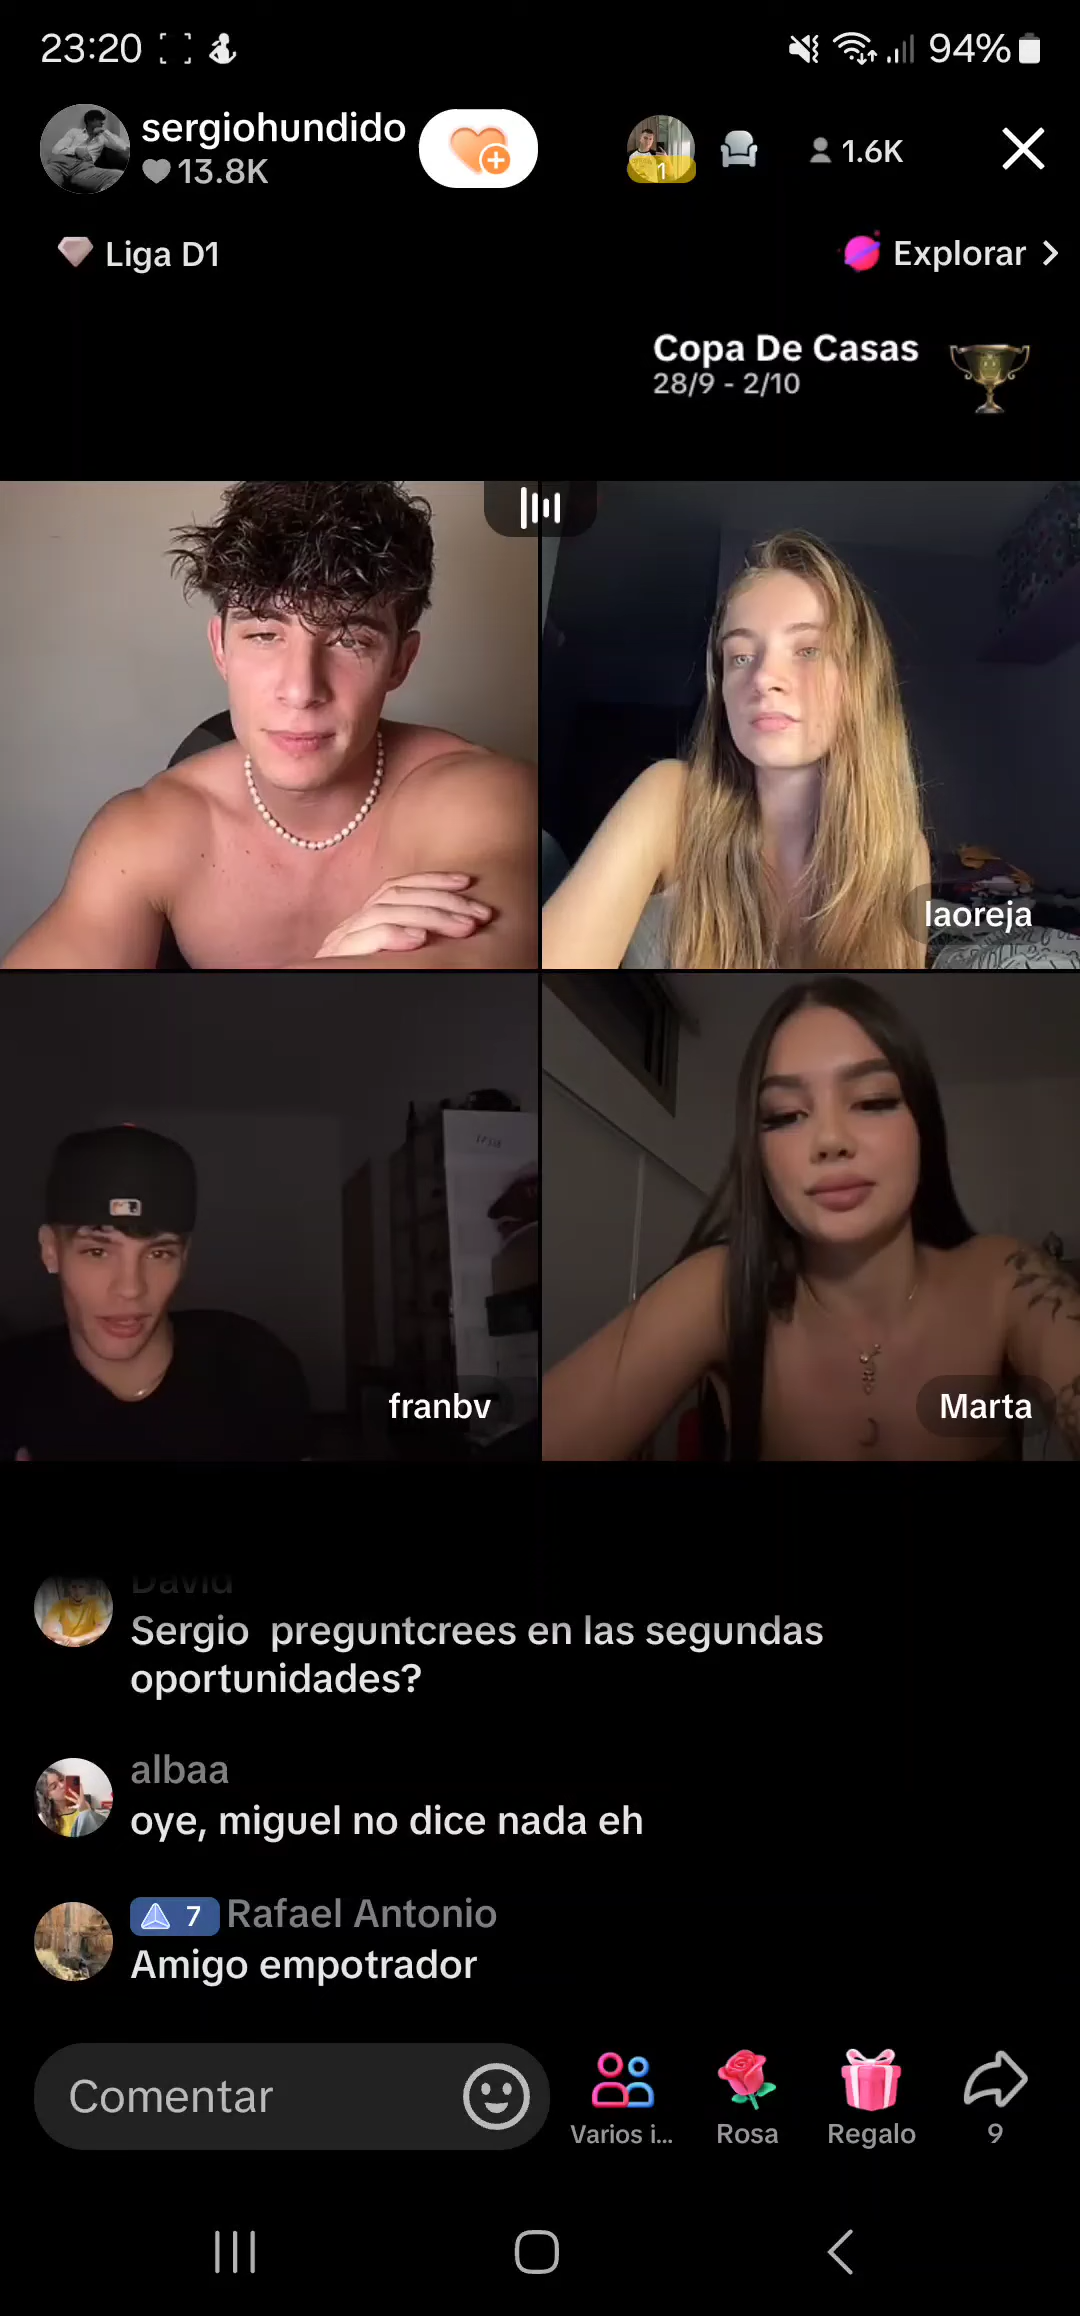 23:20
94%
sergiohundido
13.8K
1
1.6K
Liga D1
Explorar
Copa De Casas
28/9 - 2/10
laoreja
franbv
Marta
David
Sergio  preguntcrees en las segundas
oportunidades?
albaa
oye, miguel no dice nada eh
7 Rafael Antonio
Amigo empotrador
Comentar
Varios i...
Rosa
Regalo
9